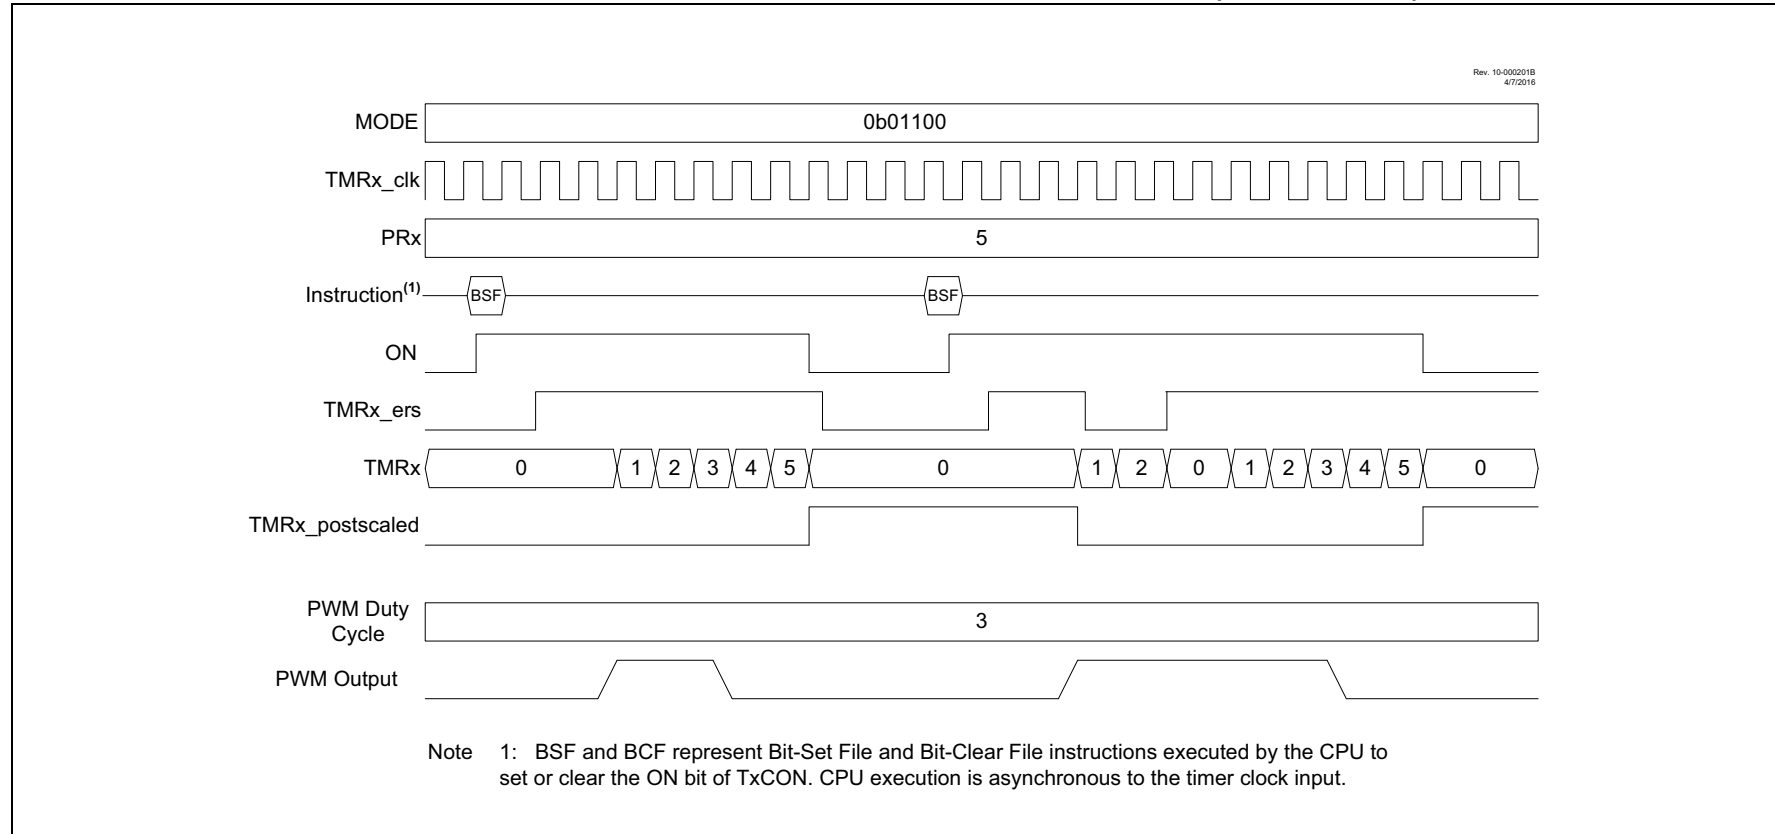 Rev. 10-000201B
4/7/2016
MODE 0b01100
TMRx_clk
PRx 5
Instruction(1) BSF BSF
ON
TMRx_ers
TMRx 0 1 2 3 4 5 0 1 2 0 1 2 3 4 5 0
TMRx_postscaled
PWM Duty
Cycle 3
PWM Output
Note 1: BSF and BCF represent Bit-Set File and Bit-Clear File instructions executed by the CPU to
set or clear the ON bit of TxCON. CPU execution is asynchronous to the timer clock input.